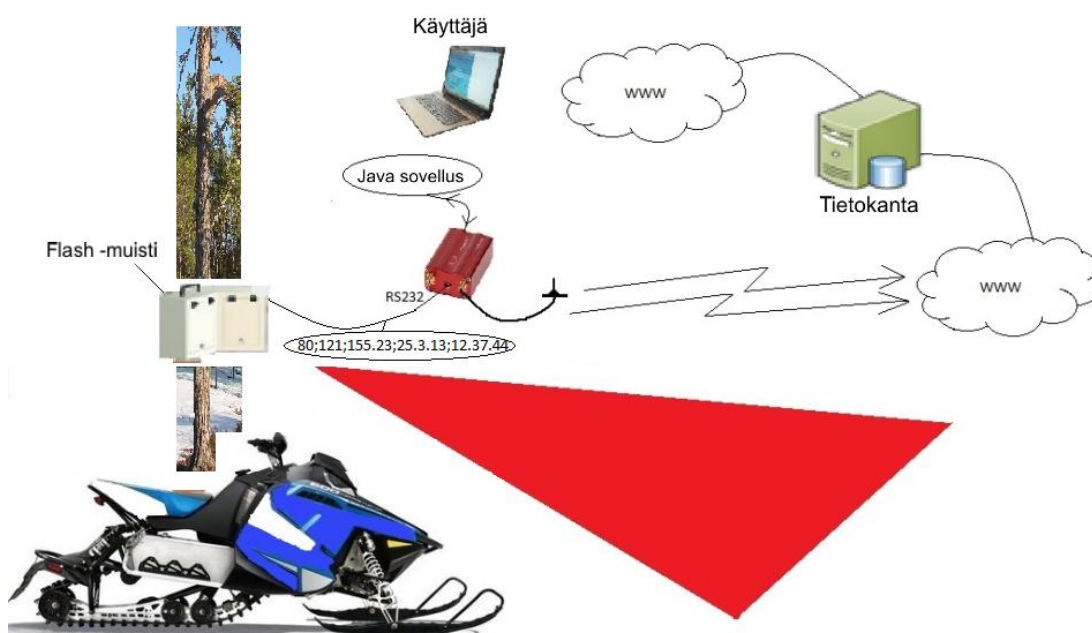 Käyttäjä
www
Java sovellus
Tietokanta
Flash -muisti
RS232
www
80;121;155.23;25.3.13;12.37.44